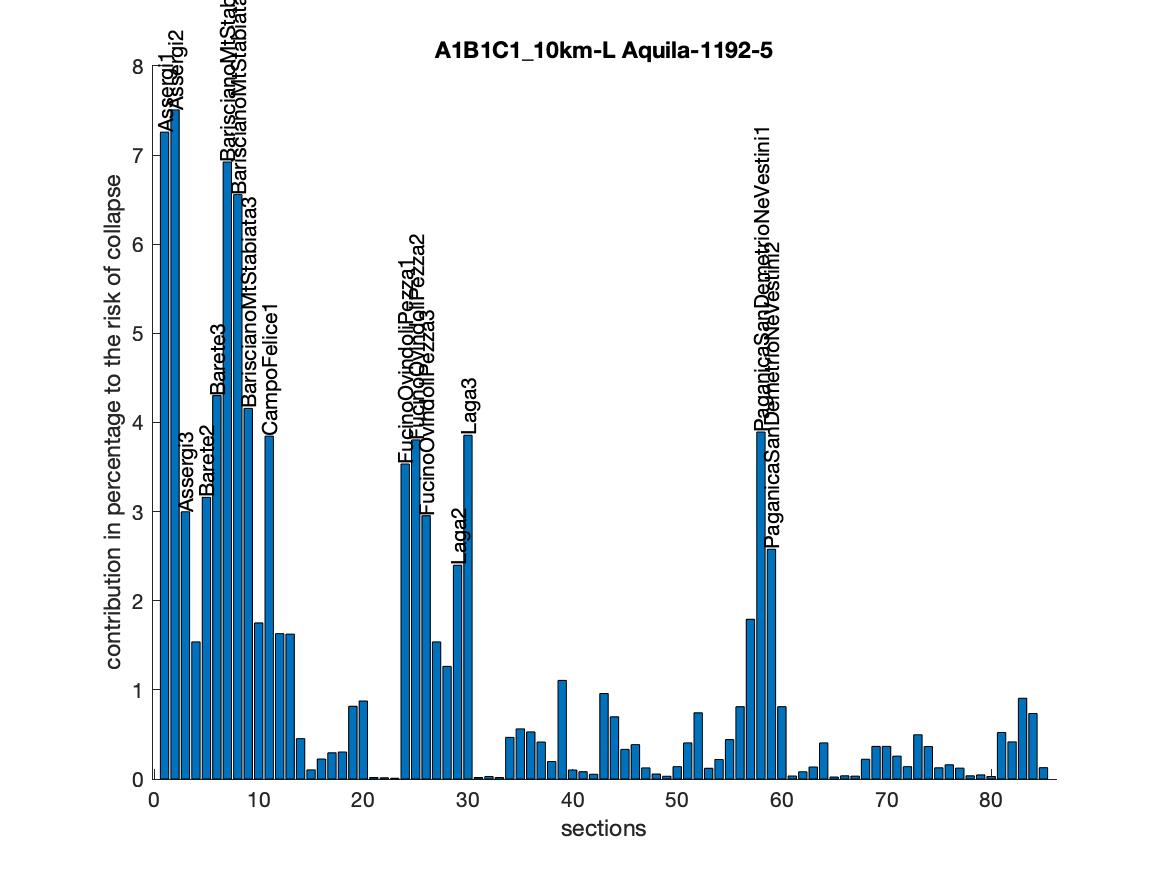 A1B1C1_10km-L Aquila-1192-5
contribution in percentage to the risk of collapse
8
7
6
5
4
3
2
1
0
Assergi1
Assergi2
Assergi3
Barete2
Barete3
BariscianoMtStab
BariscianoMtStabiata
BariscianoMtStabiata3
CampoFelice1
FucinoOvindoliPezza1
FucinoOvindoliPezza2
FucinoOvindoliPezza3
Laga2
Laga3
PaganicaSanDemetrioNeVestini1
PaganicaSanDemetrioNeVestini2
0 10 20 30 40 50 60 70 80
sections